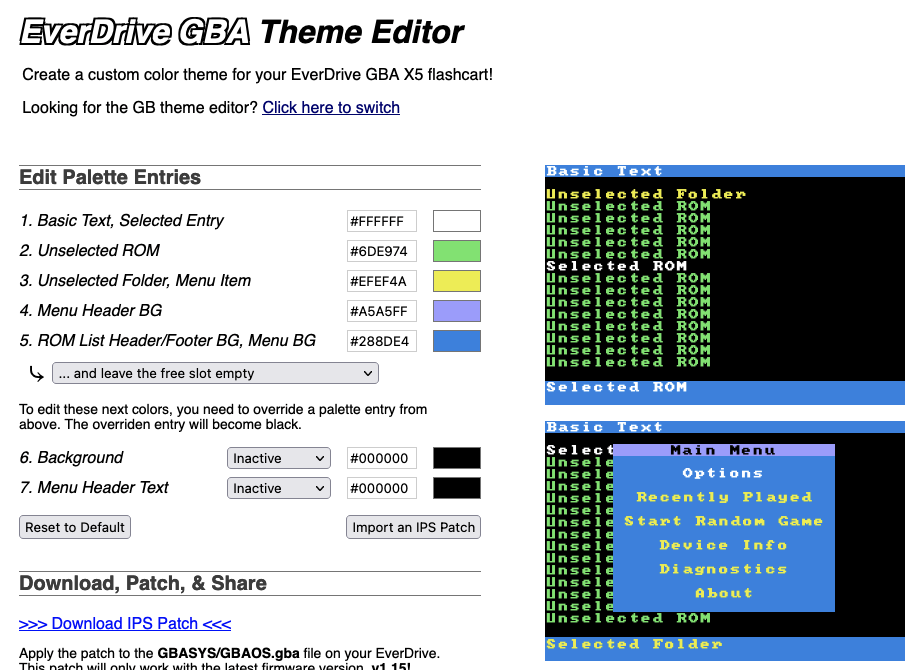 EverDrive GBA Theme Editor
Create a custom color theme for your EverDrive GBA X5 flashcart!
Looking for the GB theme editor? Click here to switch
Edit Palette Entries
1. Basic Text, Selected Entry #FFFFFF
2. Unselected ROM #6DE974
3. Unselected Folder, Menu Item #EFEF4A
4. Menu Header BG #A5A5FF
5. ROM List Header/Footer BG, Menu BG #288DE4
... and leave the free slot empty
To edit these next colors, you need to override a palette entry from
above. The overriden entry will become black.
6. Background Inactive #000000
7. Menu Header Text Inactive #000000
Reset to Default Import an IPS Patch
Download, Patch, & Share
>>> Download IPS Patch <<<
Apply the patch to the GBASYS/GBAOS.gba file on your EverDrive.
This patch will only work with the latest firmware version, v1.15!
Basic Text
Unselected Folder
Unselected ROM
Unselected ROM
Unselected ROM
Unselected ROM
Unselected ROM
Selected ROM
Unselected ROM
Unselected ROM
Unselected ROM
Unselected ROM
Unselected ROM
Unselected ROM
Unselected ROM
Unselected ROM
Selected ROM
Basic Text
Select
Main Menu
Unsele
Options
Unsele
Unsele
Recently Played
Unsele
Unsele
Start Random Game
Unsele
Unsele
Device Info
Unsele
Unsele
Diagnostics
Unsele
Unsele
About
Unsele
Unsele
Unselected ROM
Selected Folder